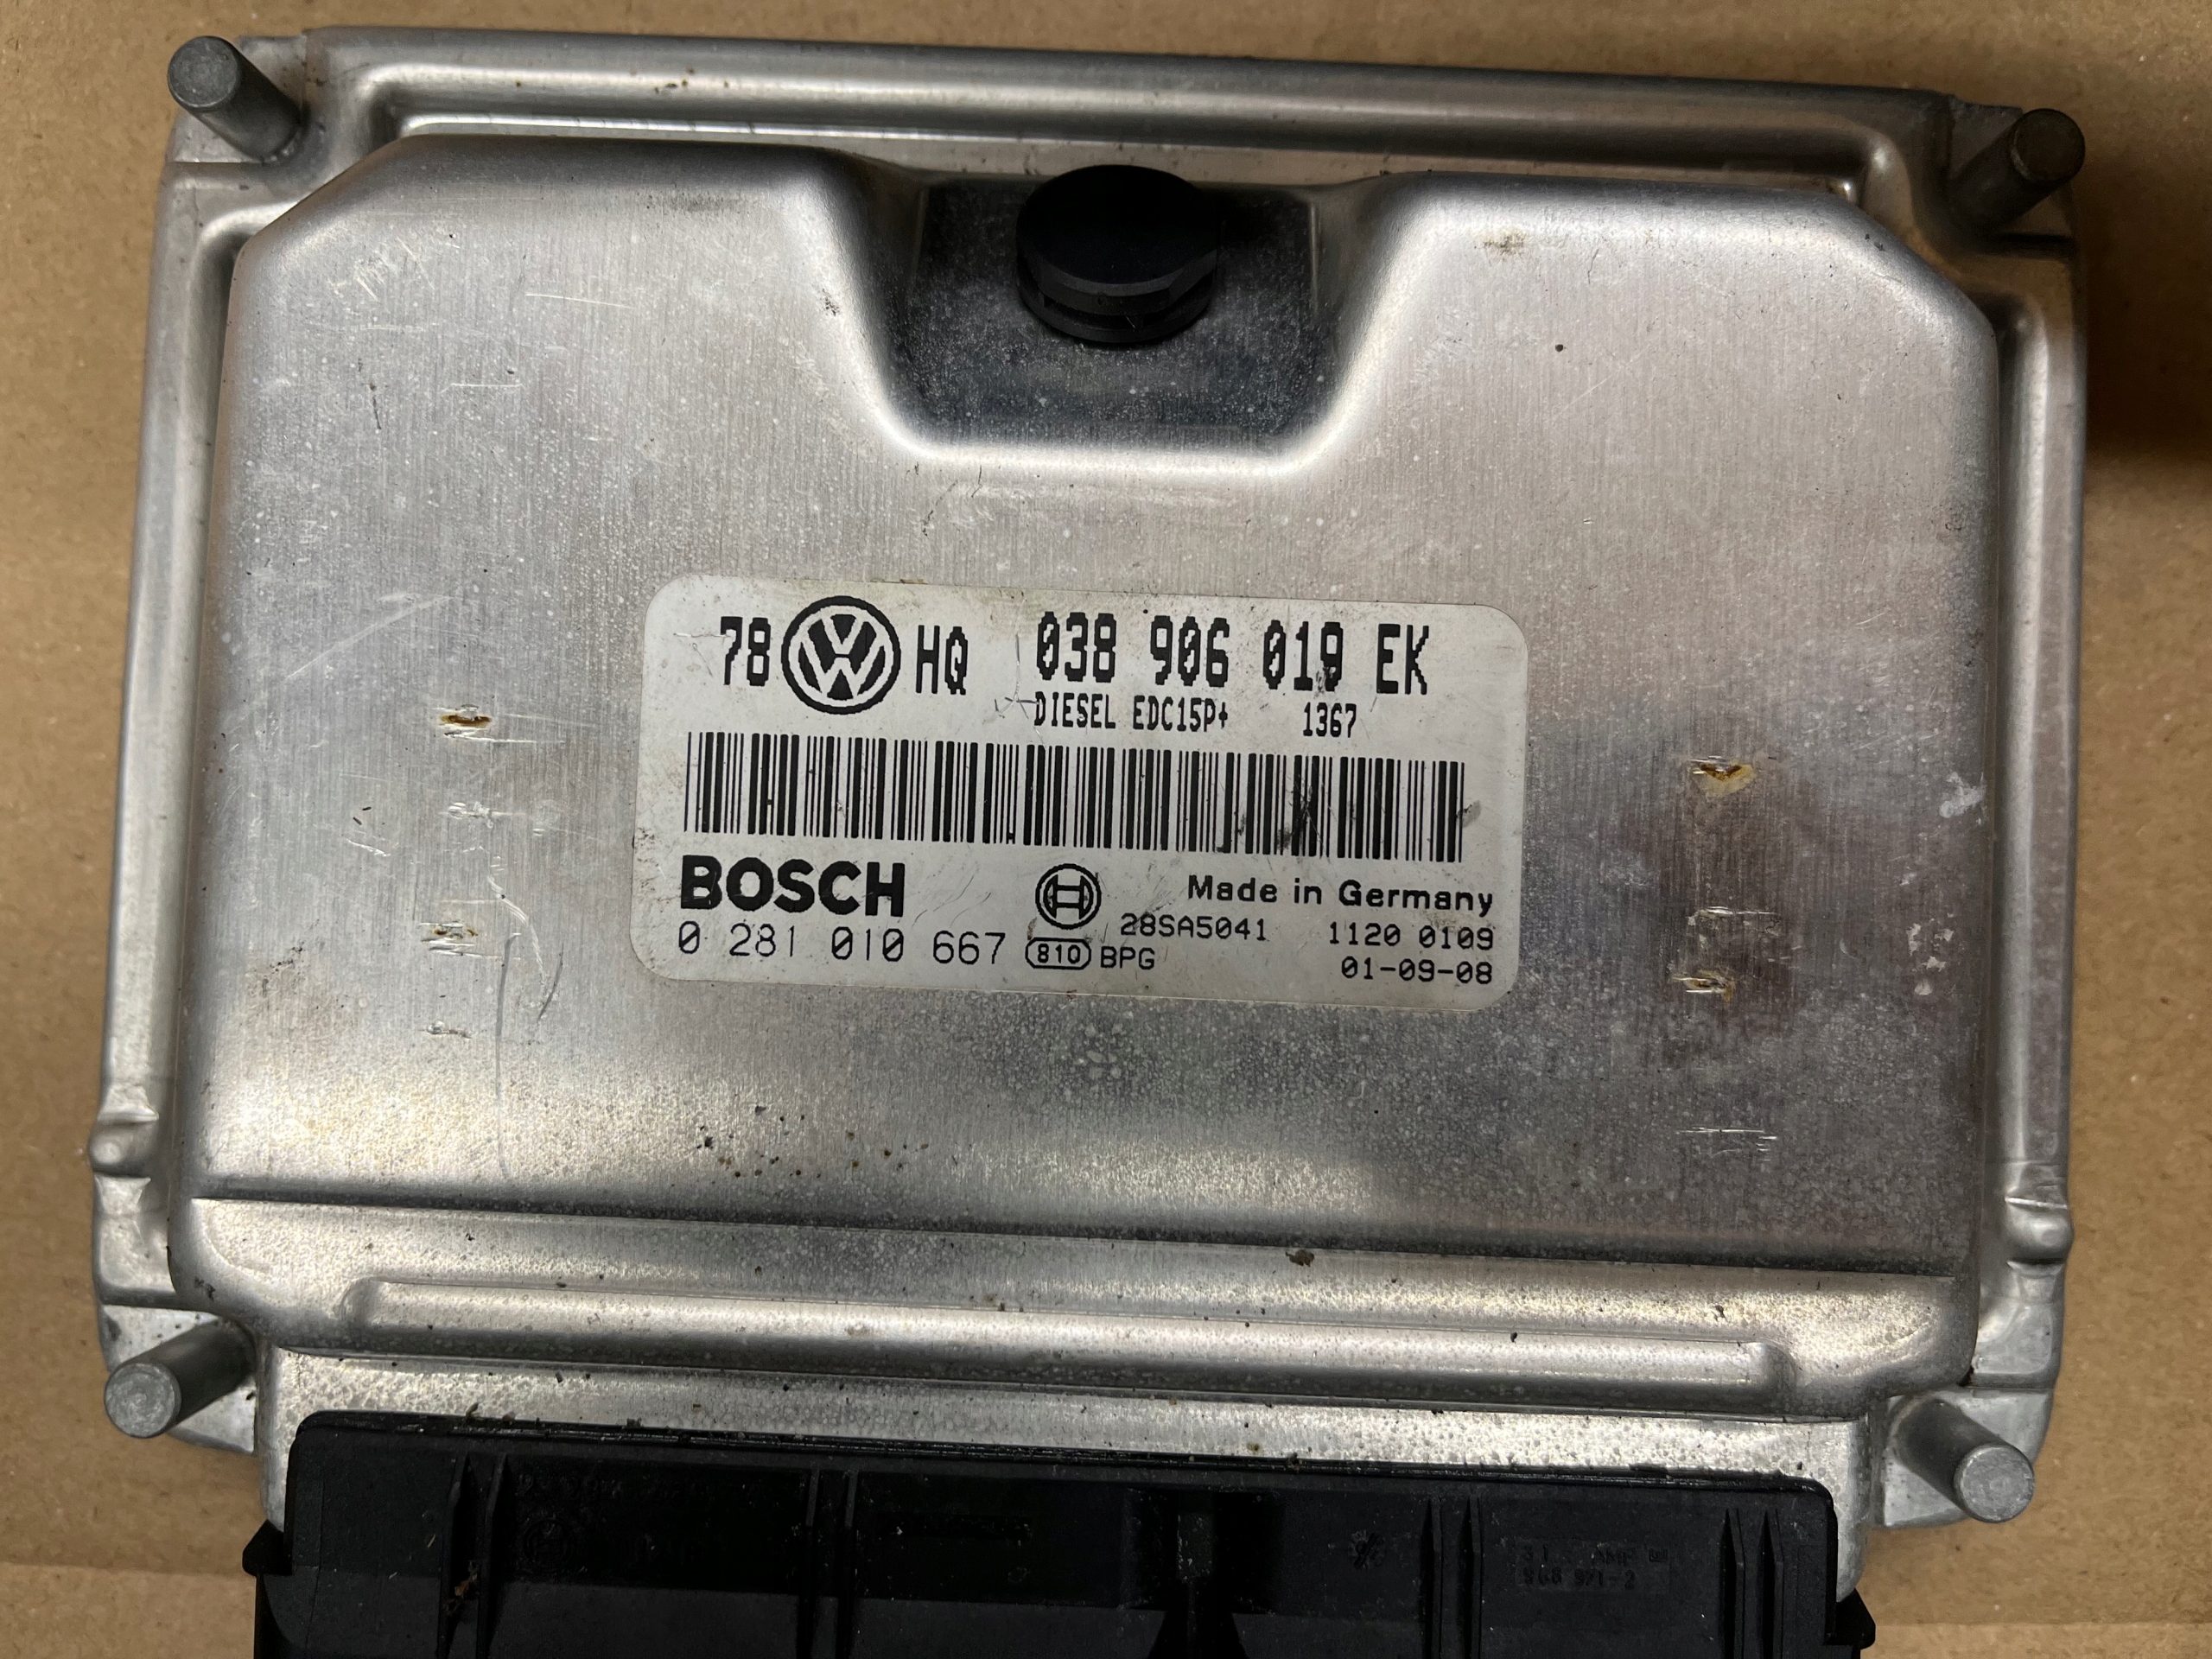 78 HQ 038 906 019 EK
DIESEL EDC15P+ 1367
BOSCH Made in Germany
28SA5041 1120 0109
0 281 010 667 810 BPG 01-09-08